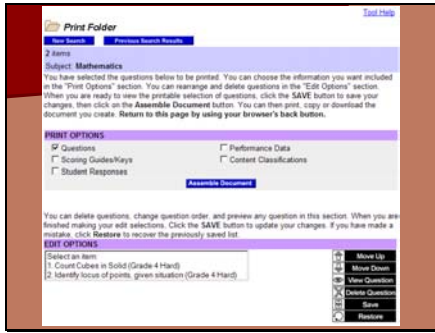 Tool Help
Print Folder
New Search Previous Search Results
2 items
Subject: Mathematics
You have selected the questions below to be printed. You can choose the information you want included
in the "Print Options" section. You can rearrange and delete questions in the "Edit Options" section.
When you are ready to view the printable selection of questions, click the SAVE button to save your
changes, then click on the Assemble Document button. You can then print, copy or download the
document you create. Return to this page by using your browser's back button.
PRINT OPTIONS
Questions Performance Data
Scoring Guides/Keys Content Classifications
Student Responses
Assemble Document
You can delete questions, change question order, and preview any question in this section. When you are
finished making your edit selections, Click the SAVE button to update your changes. If you have made a
mistake, click Restore to recover the previously saved list.
EDIT OPTIONS
Select an item
1. Count Cubes in Solid (Grade 4 Hard)
2. Identify locus of points, given situation (Grade 4 Hard)
Move Up
Move Down
View Question
Delete Question
Save
Restore